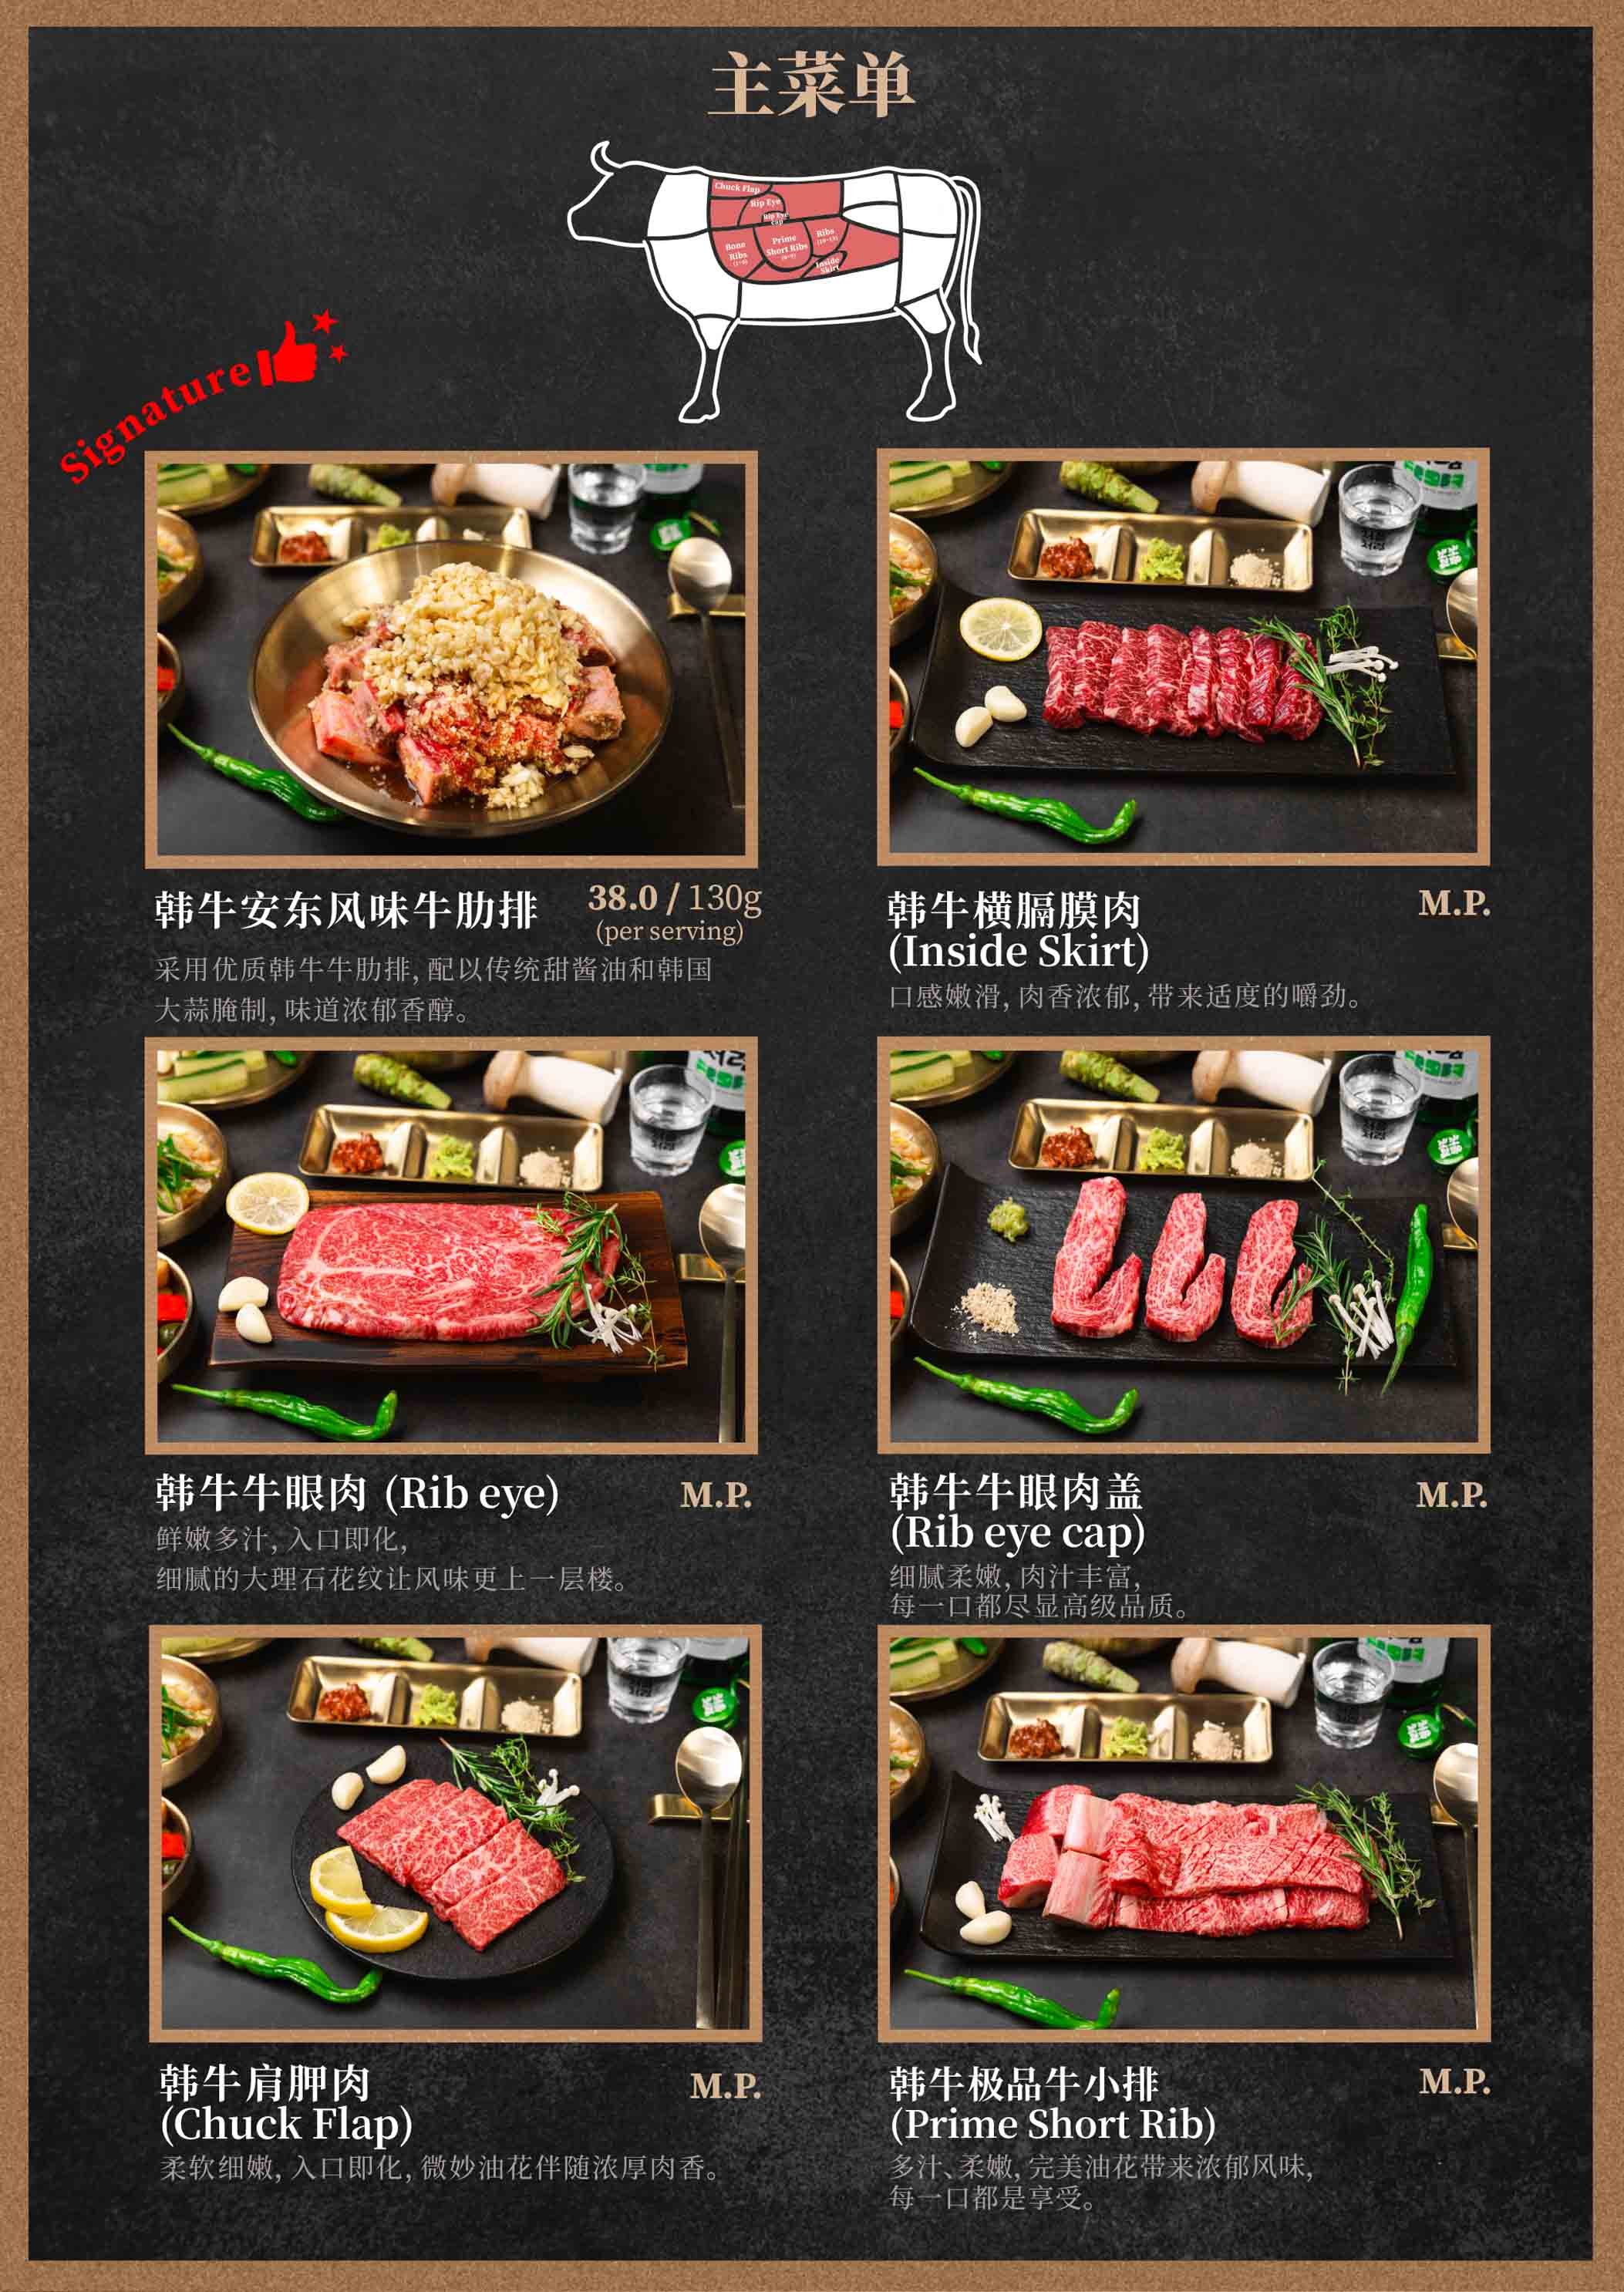 主菜单
Chuck Flap
Rip Eye
Rip Eye
cap
Bone
Ribs
Prime
Short Ribs
Ribs
Inside
Skirt
Signature
韩牛安东风味牛肋排
38.0 / 130g
(per serving)
采用优质韩牛牛肋排, 配以传统甜酱油和韩国
大蒜腌制, 味道浓郁香醇。
韩牛横膈膜肉
(Inside Skirt)
M.P.
口感嫩滑, 肉香浓郁, 带来适度的嚼劲。
韩牛牛眼肉 (Rib eye)
M.P.
鲜嫩多汁, 入口即化,
细腻的大理石花纹让风味更上一层楼。
韩牛牛眼肉盖
(Rib eye cap)
M.P.
细腻柔嫩, 肉汁丰富,
每一口都尽显高级品质。
韩牛肩胛肉
(Chuck Flap)
M.P.
柔软细嫩, 入口即化, 微妙油花伴随浓厚肉香。
韩牛极品牛小排
(Prime Short Rib)
M.P.
多汁、柔嫩, 完美油花带来浓郁风味,
每一口都是享受。